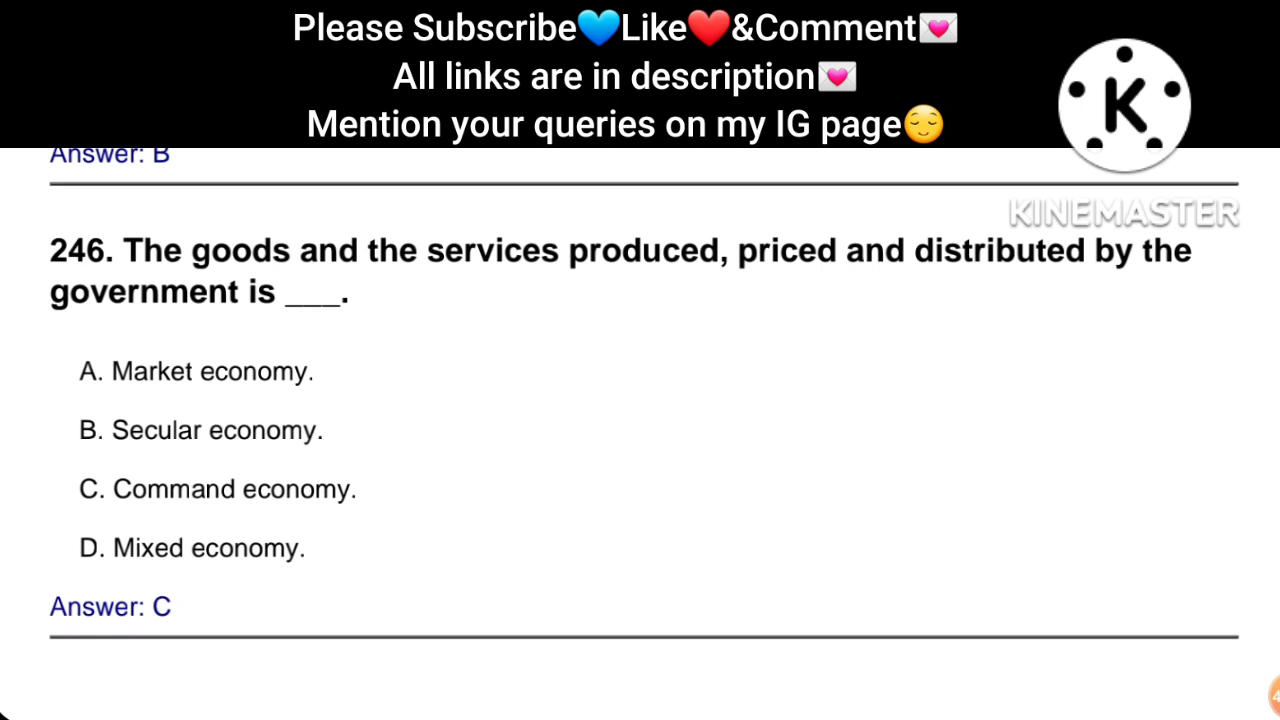 Please Subscribe💙Like❤️&Comment💌
All links are in description💌
Mention your queries on my IG page😌
K
Answer: B
KINEMASTER
246. The goods and the services produced, priced and distributed by the
government is ___.
A. Market economy.
B. Secular economy.
C. Command economy.
D. Mixed economy.
Answer: C